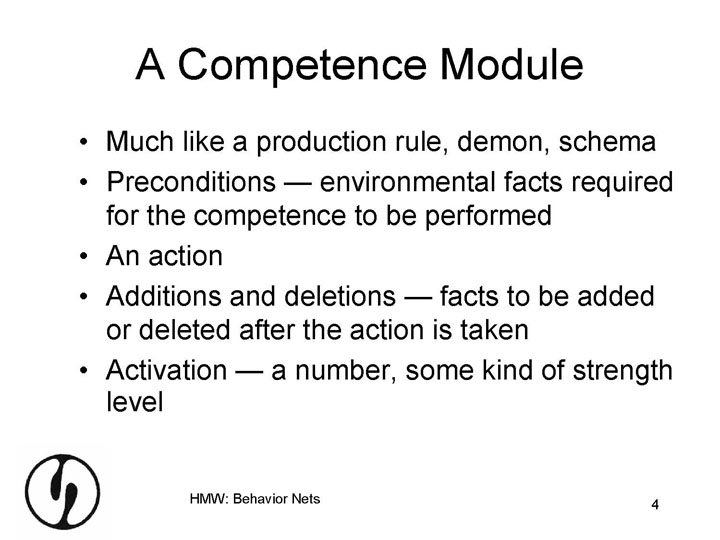 A Competence Module
• Much like a production rule, demon, schema
• Preconditions — environmental facts required
for the competence to be performed
• An action
• Additions and deletions — facts to be added
or deleted after the action is taken
• Activation — a number, some kind of strength
level
HMW: Behavior Nets
4